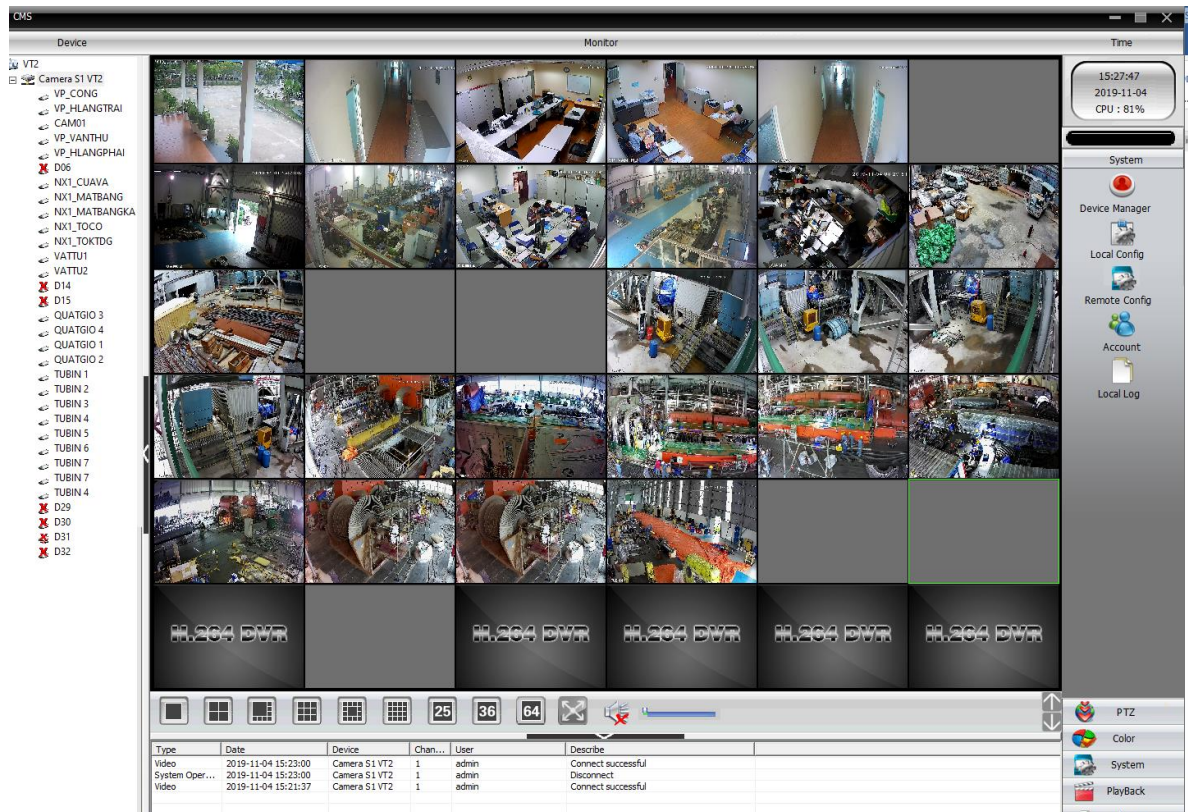 CMS
Device
Monitor
Time
VT2
Camera S1 VT2
VP_CONG
VP_HLANGTRAI
CAM01
VP_VANTHU
VP_HLANGPHAI
D06
NX1_CUAVA
NX1_MATBANG
NX1_MATBANGKA
NX1_TOCO
NX1_TOKTDG
VATTU1
VATTU2
D14
D15
QUATGIO 3
QUATGIO 4
QUATGIO 1
QUATGIO 2
TUBIN 1
TUBIN 2
TUBIN 3
TUBIN 4
TUBIN 5
TUBIN 6
TUBIN 7
TUBIN 7
TUBIN 4
D29
D30
D31
D32
H.264 DVR
H.264 DVR
H.264 DVR
H.264 DVR
H.264 DVR
25 36 64
Type Date Device Chan... User Describe
Video 2019-11-04 15:23:00 Camera S1 VT2 1 admin Connect successful
System Oper... 2019-11-04 15:23:00 Camera S1 VT2 1 admin Disconnect
Video 2019-11-04 15:21:37 Camera S1 VT2 1 admin Connect successful
15:27:47
2019-11-04
CPU : 81%
System
Device Manager
Local Config
Remote Config
Account
Local Log
PTZ
Color
System
PlayBack